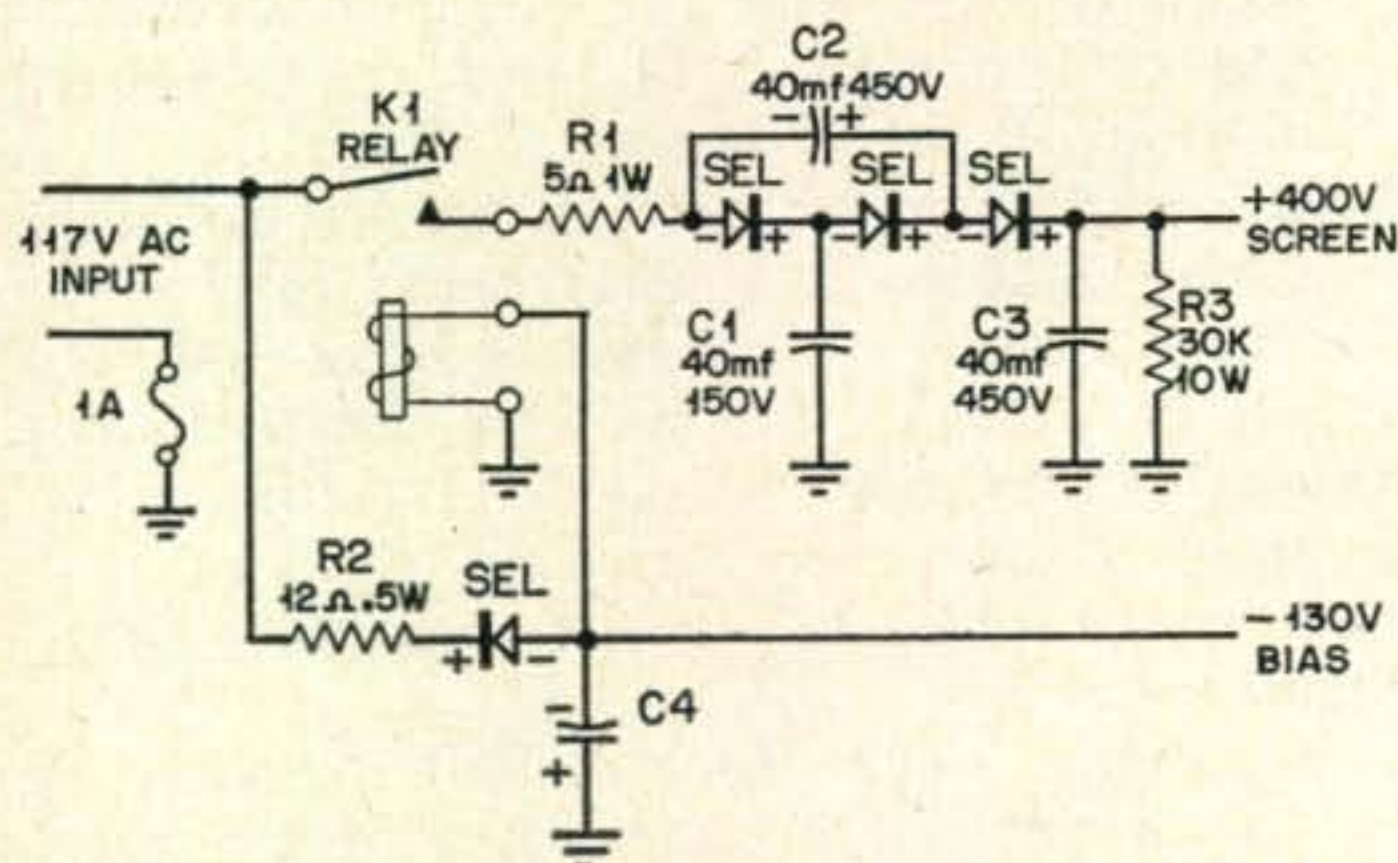 C2
40mf 450V
- +
K1
RELAY
R1
5Ω 1W
SEL
SEL
SEL
- +
- +
- +
+400V
SCREEN
117V AC
INPUT
1A
C1
40mf
150V
C3
40mf
450V
R3
30K
10W
R2
12Ω .5W
SEL
+ -
-130V
BIAS
-
C4
+